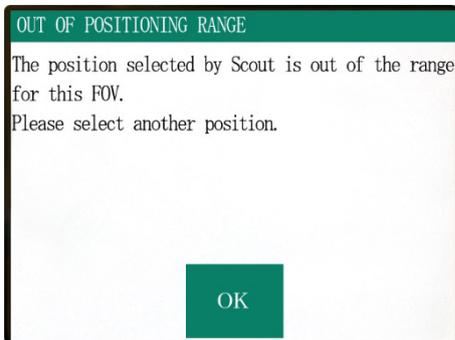 OUT OF POSITIONING RANGE
The position selected by Scout is out of the range
for this FOV.
Please select another position.
OK